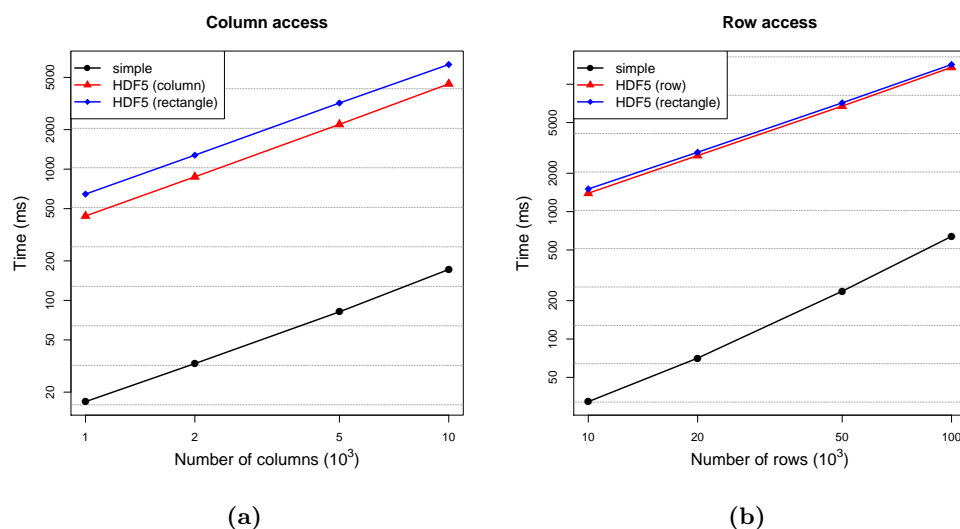 Column access
simple
HDF5 (column)
HDF5 (rectangle)
Time (ms)
5000
2000
1000
500
200
100
50
20
1
2
5
10
Number of columns (10³)
(a)
Row access
simple
HDF5 (row)
HDF5 (rectangle)
Time (ms)
5000
2000
1000
500
200
100
50
10
20
50
100
Number of rows (10³)
(b)